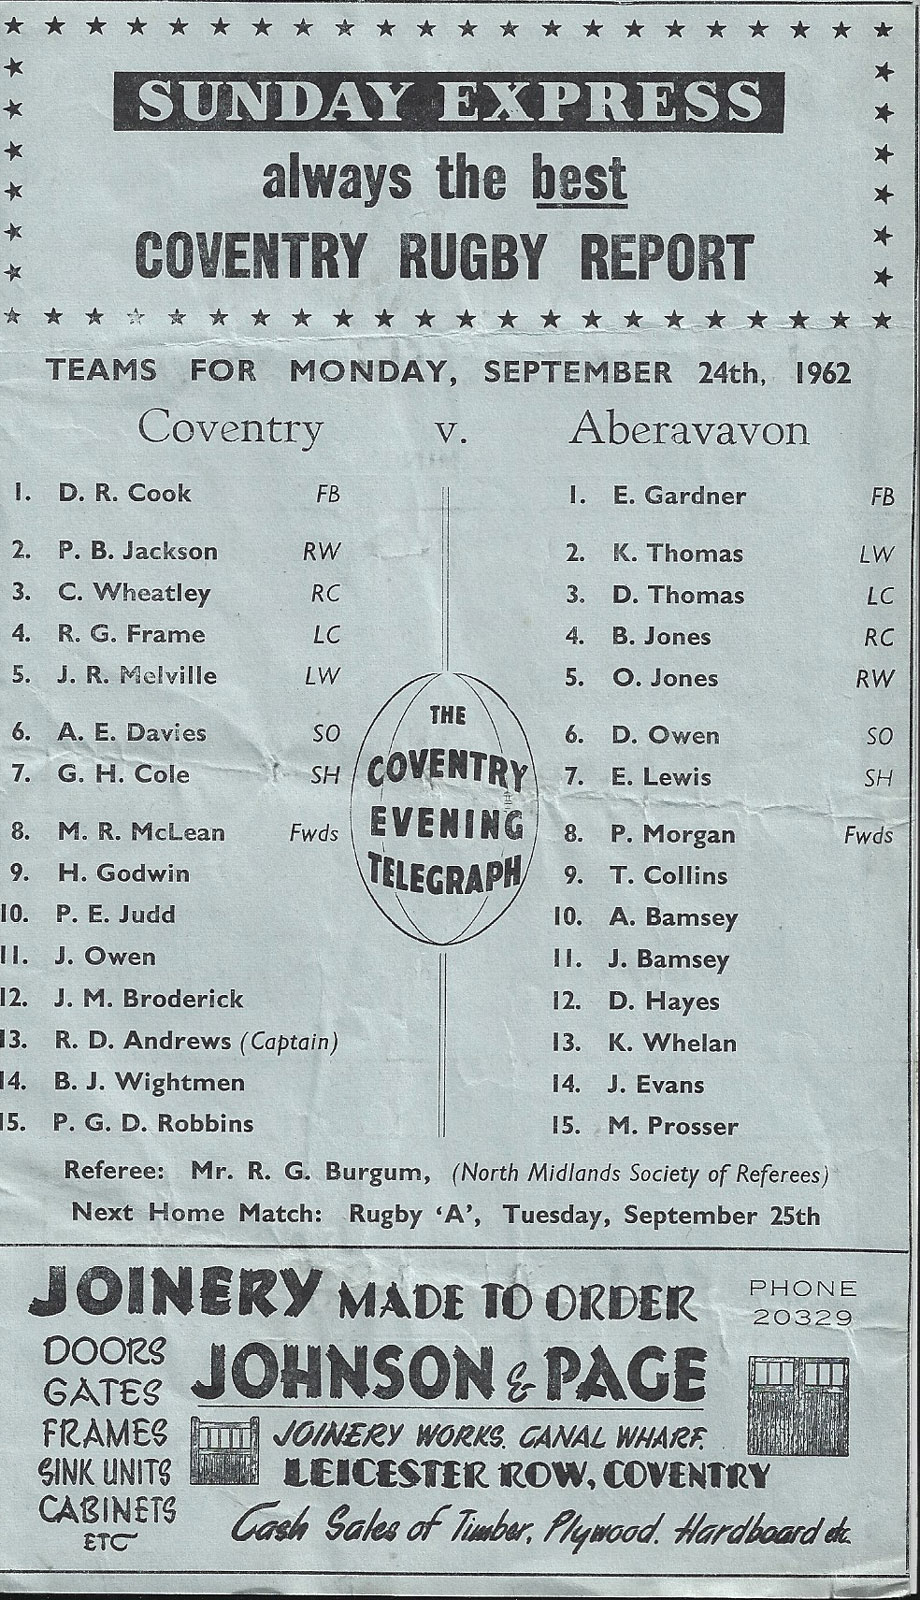 SUNDAY EXPRESS
always the best
COVENTRY RUGBY REPORT
TEAMS FOR MONDAY, SEPTEMBER 24th, 1962
Coventry v. Aberavavon
1. D. R. Cook FB
2. P. B. Jackson RW
3. C. Wheatley RC
4. R. G. Frame LC
5. J. R. Melville LW
6. A. E. Davies SO
7. G. H. Cole SH
8. M. R. McLean Fwds
9. H. Godwin
10. P. E. Judd
11. J. Owen
12. J. M. Broderick
13. R. D. Andrews (Captain)
14. B. J. Wightmen
15. P. G. D. Robbins
THE
COVENTRY
EVENING
TELEGRAPH
1. E. Gardner FB
2. K. Thomas LW
3. D. Thomas LC
4. B. Jones RC
5. O. Jones RW
6. D. Owen SO
7. E. Lewis SH
8. P. Morgan Fwds
9. T. Collins
10. A. Bamsey
11. J. Bamsey
12. D. Hayes
13. K. Whelan
14. J. Evans
15. M. Prosser
Referee: Mr. R. G. Burgum, (North Midlands Society of Referees)
Next Home Match: Rugby 'A', Tuesday, September 25th
JOINERY MADE TO ORDER
PHONE
20329
DOORS
GATES
FRAMES
SINK UNITS
CABINETS
ETC
JOHNSON & PAGE
JOINERY WORKS. CANAL WHARF.
LEICESTER ROW, COVENTRY
Cash Sales of Timber, Plywood. Hardboard etc.